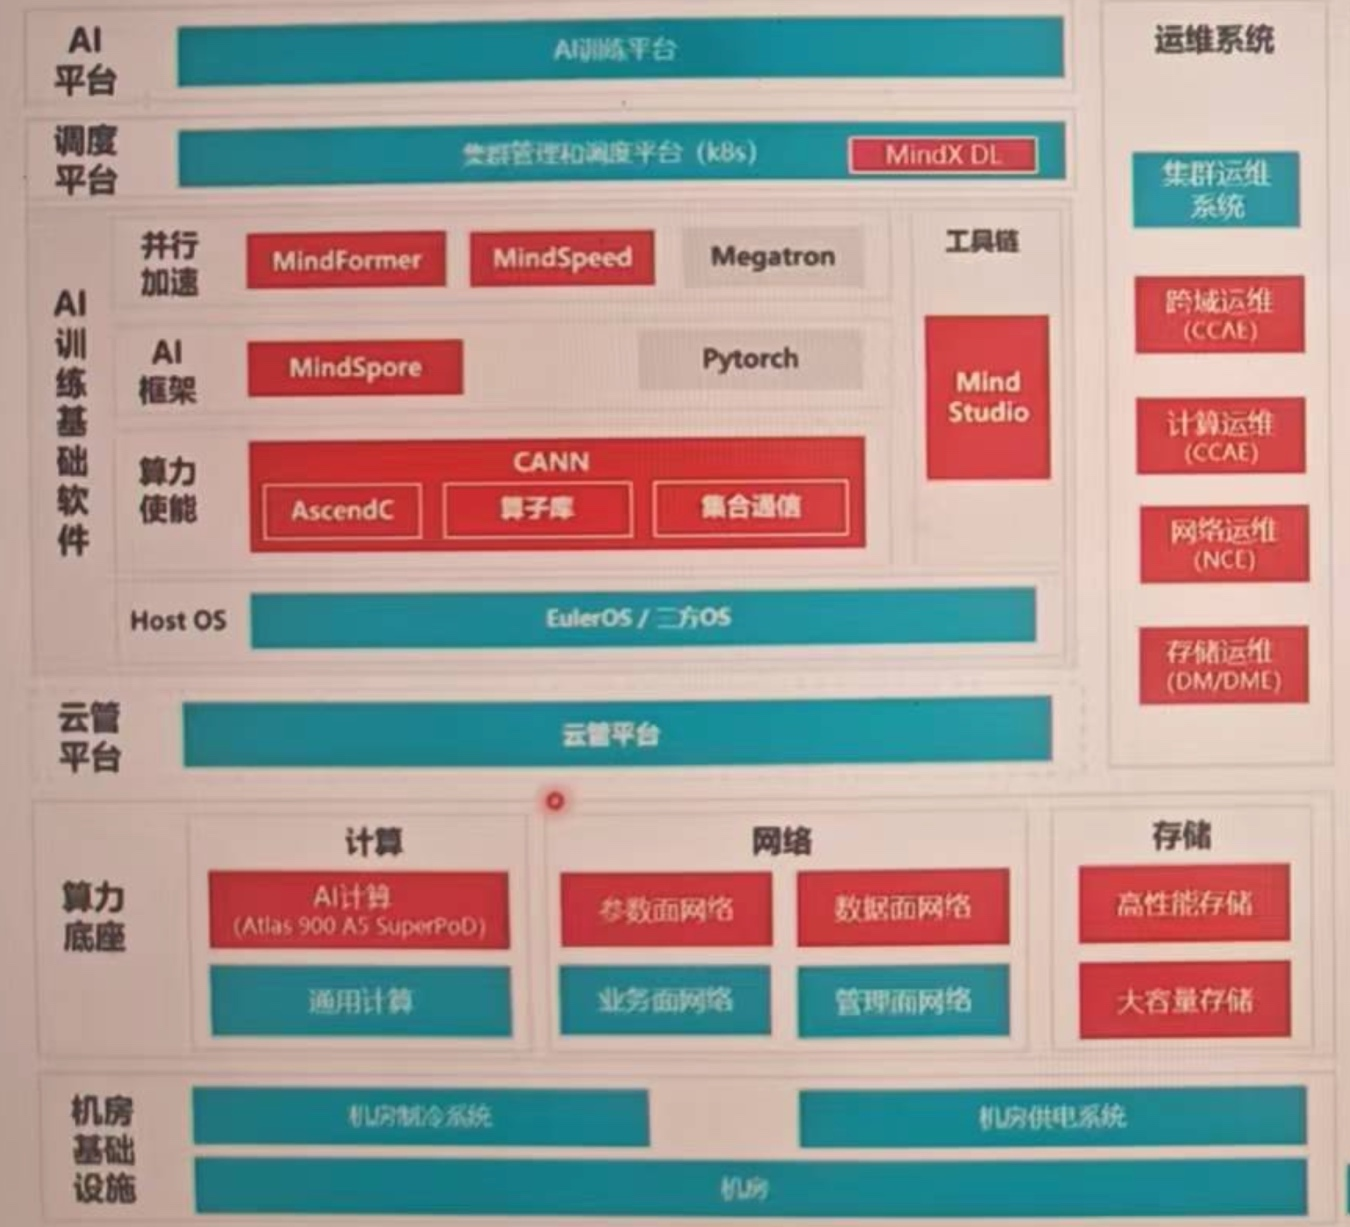 AI
平台
AI训练平台
运维系统
调度
平台
集群管理和调度平台（k8s）
MindX DL
集群运维
系统
跨域运维
(CCAE)
计算运维
(CCAE)
网络运维
(NCE)
存储运维
(DM/DME)
AI
训
练
基
础
软
件
并行
加速
MindFormer
MindSpeed
Megatron
工具链
AI
框架
MindSpore
Pytorch
Mind
Studio
算力
使能
CANN
AscendC
算子库
集合通信
Host OS
EulerOS / 三方OS
云管
平台
云管平台
算力
底座
计算
AI计算
(Atlas 900 A5 SuperPoD)
通用计算
网络
参数面网络
数据面网络
业务面网络
管理面网络
存储
高性能存储
大容量存储
机房
基础
设施
机房制冷系统
机房供电系统
机房